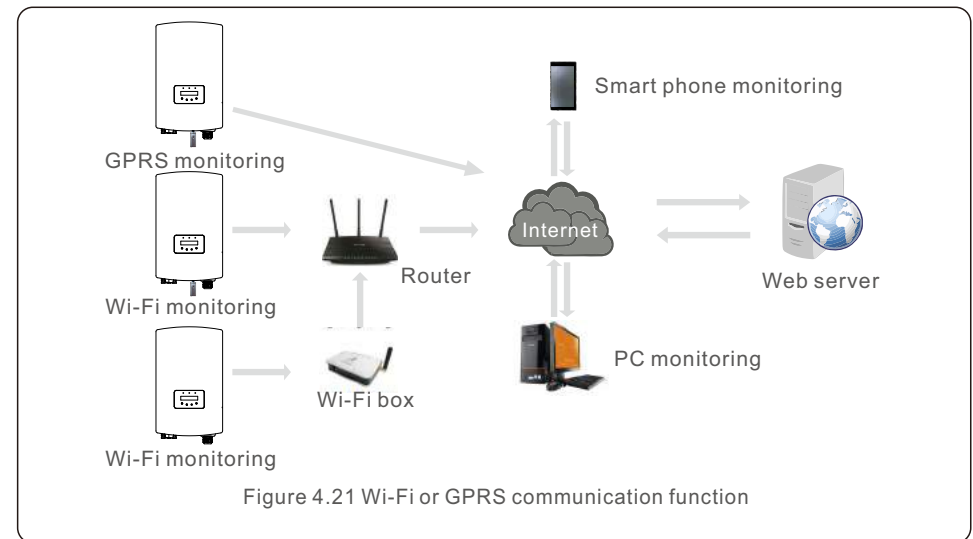 Smart phone monitoring
GPRS monitoring
Internet
Router
Web server
Wi-Fi monitoring
PC monitoring
Wi-Fi box
Wi-Fi monitoring
Figure 4.21 Wi-Fi or GPRS communication function